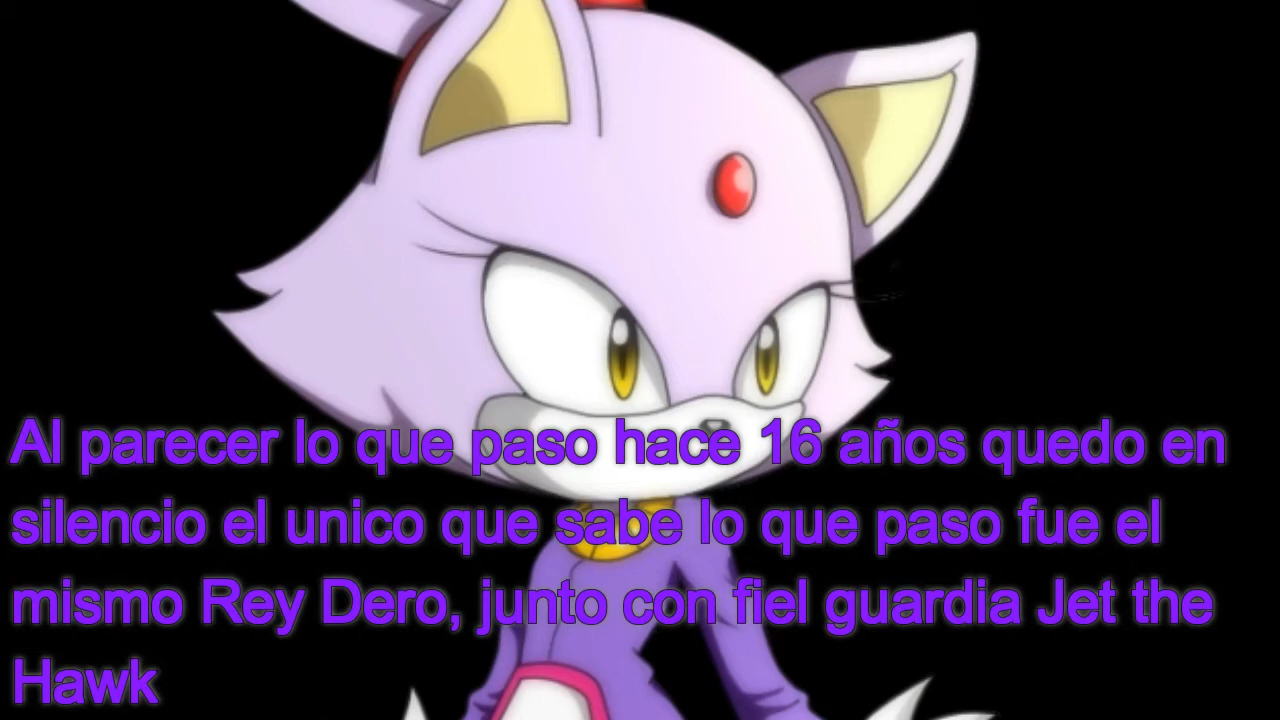 Al parecer lo que paso hace 16 años quedo en
silencio el unico que sabe lo que paso fue el
mismo Rey Dero, junto con fiel guardia Jet the
Hawk